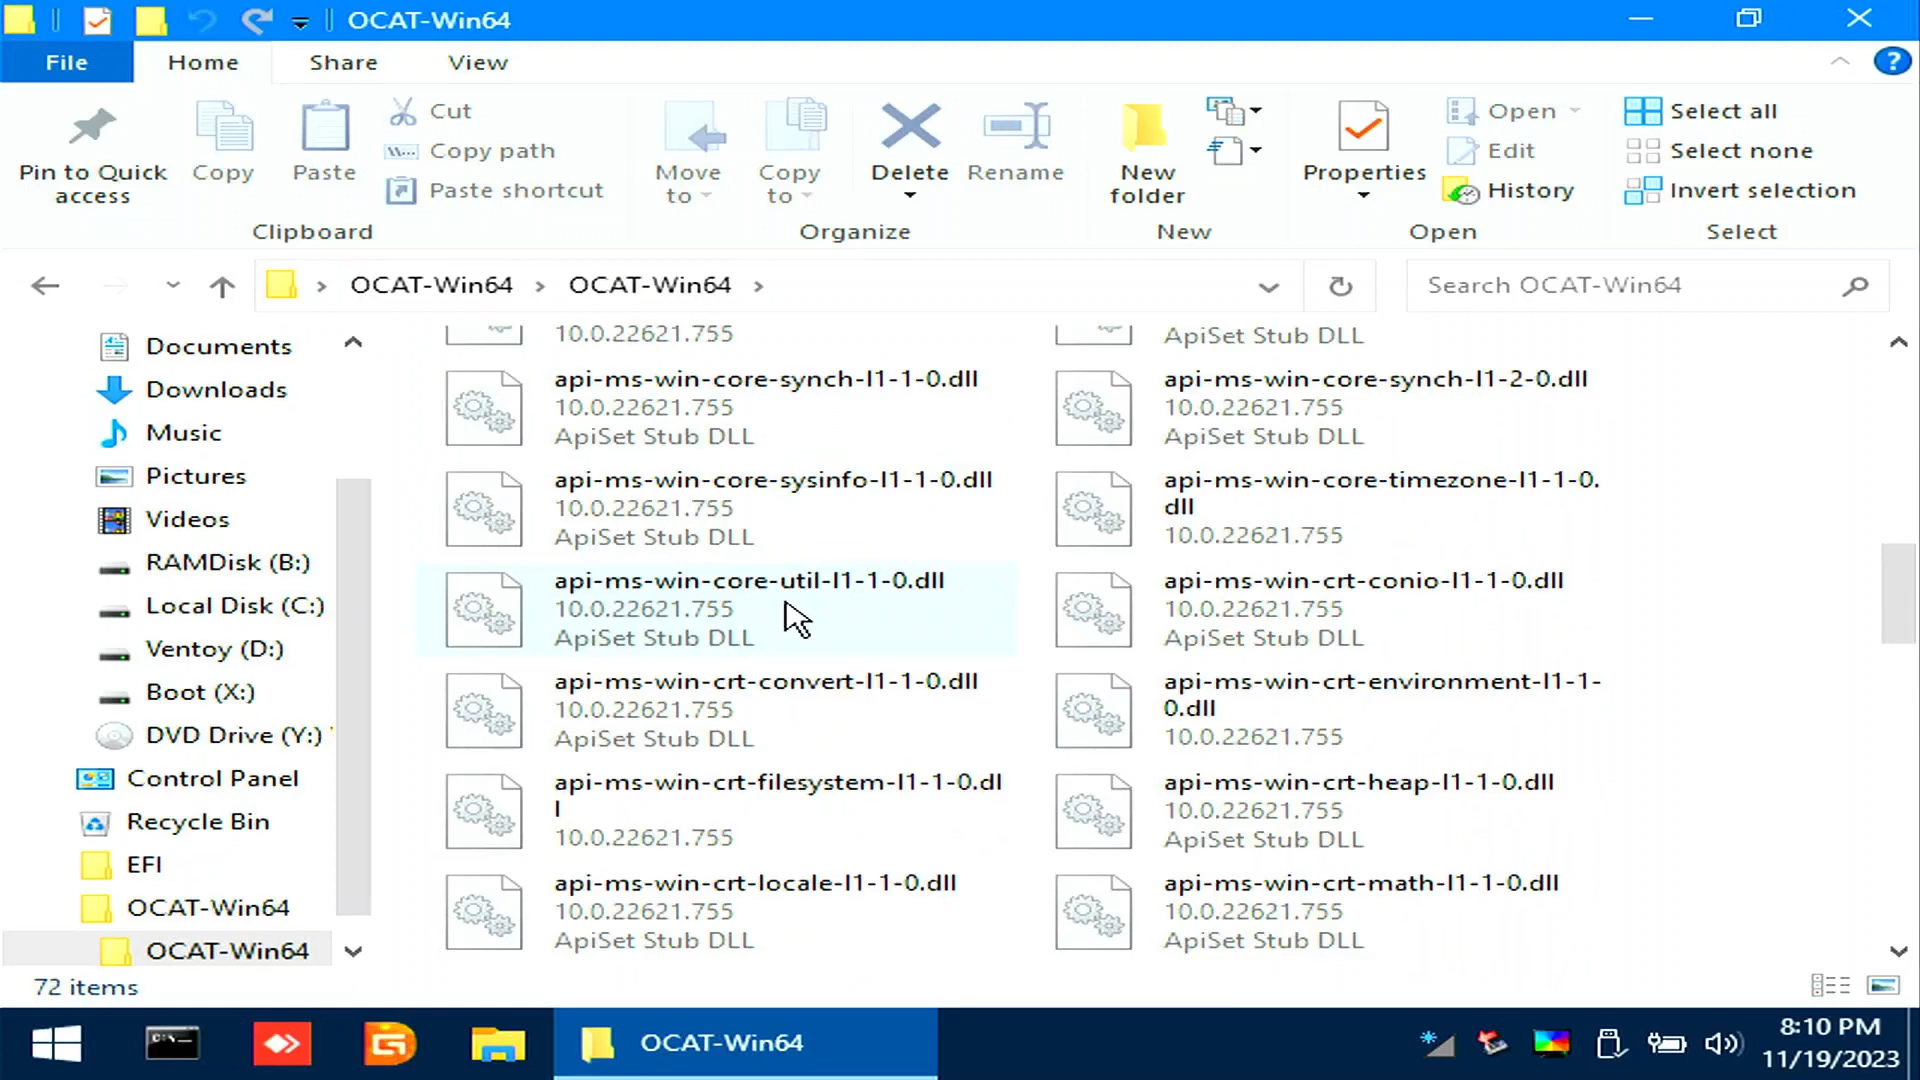 OCAT-Win64
File
Home
Share
View
Pin to Quick access
Copy
Paste
Cut
Copy path
Paste shortcut
Clipboard
Move to
Copy to
Delete
Rename
Organize
New folder
New
Properties
Open
Edit
History
Open
Select all
Select none
Invert selection
Select
OCAT-Win64
OCAT-Win64
Search OCAT-Win64
Documents
Downloads
Music
Pictures
Videos
RAMDisk (B:)
Local Disk (C:)
Ventoy (D:)
Boot (X:)
DVD Drive (Y:)
Control Panel
Recycle Bin
EFI
OCAT-Win64
OCAT-Win64
10.0.22621.755
ApiSet Stub DLL
api-ms-win-core-synch-l1-1-0.dll
10.0.22621.755
ApiSet Stub DLL
api-ms-win-core-synch-l1-2-0.dll
10.0.22621.755
ApiSet Stub DLL
api-ms-win-core-sysinfo-l1-1-0.dll
10.0.22621.755
ApiSet Stub DLL
api-ms-win-core-timezone-l1-1-0.
dll
10.0.22621.755
api-ms-win-core-util-l1-1-0.dll
10.0.22621.755
ApiSet Stub DLL
api-ms-win-crt-conio-l1-1-0.dll
10.0.22621.755
ApiSet Stub DLL
api-ms-win-crt-convert-l1-1-0.dll
10.0.22621.755
ApiSet Stub DLL
api-ms-win-crt-environment-l1-1-
0.dll
10.0.22621.755
api-ms-win-crt-filesystem-l1-1-0.dl
l
10.0.22621.755
api-ms-win-crt-heap-l1-1-0.dll
10.0.22621.755
ApiSet Stub DLL
api-ms-win-crt-locale-l1-1-0.dll
10.0.22621.755
ApiSet Stub DLL
api-ms-win-crt-math-l1-1-0.dll
10.0.22621.755
ApiSet Stub DLL
72 items
OCAT-Win64
8:10 PM
11/19/2023